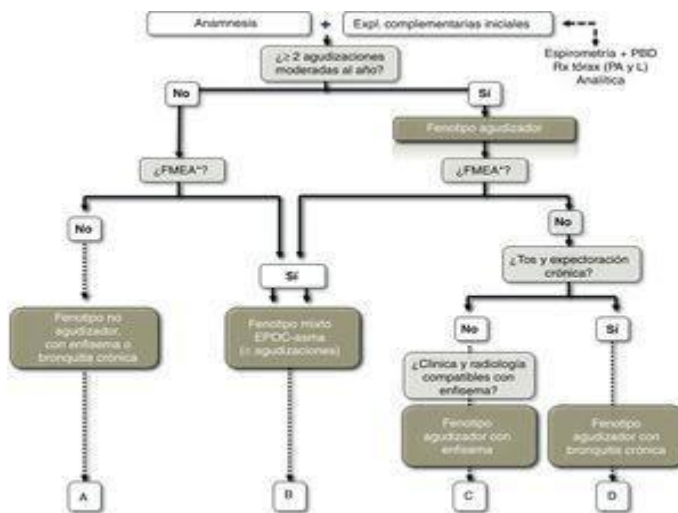 Anamnesis + Expl. complementarias iniciales
Espirometría + PBD
Rx tórax (PA y L)
Analítica
¿≥ 2 agudizaciones
moderadas al año?
No
Sí
Fenotipo agudizador
¿FMEA*?
¿FMEA*?
No
No
Sí
¿Tos y expectoración
crónica?
Fenotipo no
agudizador,
con enfisema o
bronquitis crónica
Fenotipo mixto
EPOC-asma
(± agudizaciones)
No
Sí
¿Clínica y radiología
compatibles con
enfisema?
Fenotipo
agudizador con
enfisema
Fenotipo
agudizador con
bronquitis crónica
A
B
C
D